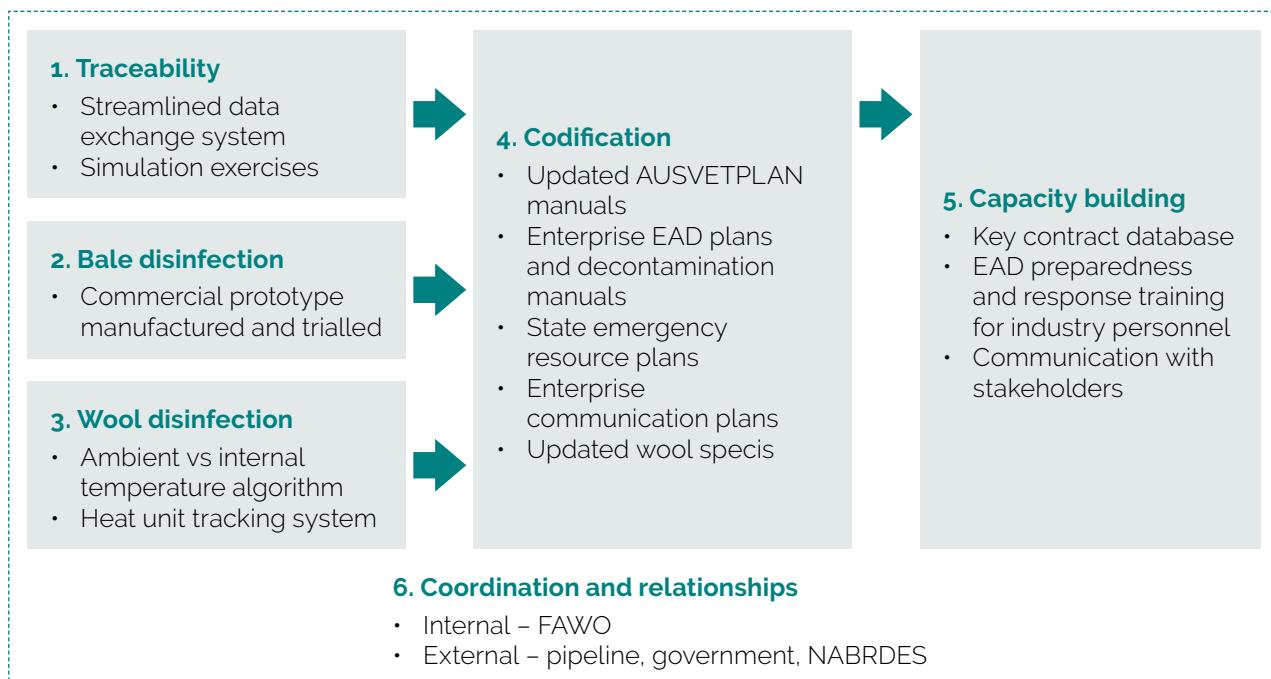 1. Traceability
• Streamlined data
exchange system
• Simulation exercises
2. Bale disinfection
• Commercial prototype
manufactured and trialled
3. Wool disinfection
• Ambient vs internal
temperature algorithm
• Heat unit tracking system
4. Codification
• Updated AUSVETPLAN
manuals
• Enterprise EAD plans
and decontamination
manuals
• State emergency
resource plans
• Enterprise
communication plans
• Updated wool specis
5. Capacity building
• Key contract database
• EAD preparedness
and response training
for industry personnel
• Communication with
stakeholders
6. Coordination and relationships
• Internal – FAWO
• External – pipeline, government, NABRDES